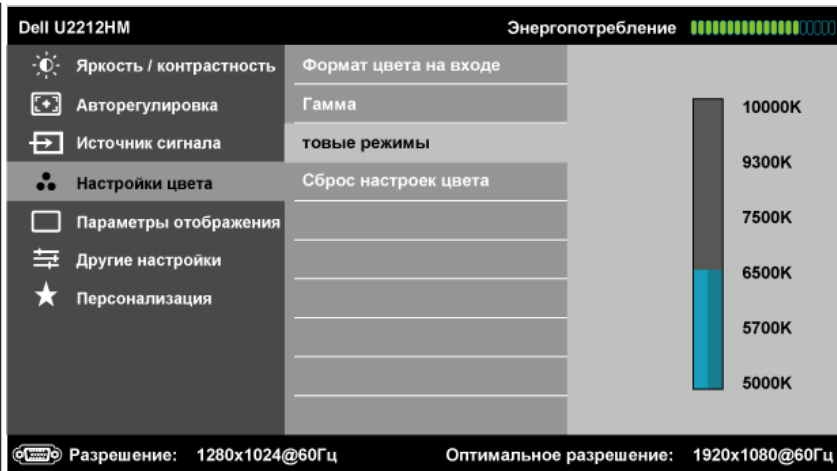 Dell U2212HM
Энергопотребление
Яркость / контрастность
Авторегулировка
Источник сигнала
Настройки цвета
Параметры отображения
Другие настройки
Персонализация
Формат цвета на входе
Гамма
товые режимы
Сброс настроек цвета
10000K
9300K
7500K
6500K
5700K
5000K
Разрешение: 1280x1024@60Гц
Оптимальное разрешение: 1920x1080@60Гц